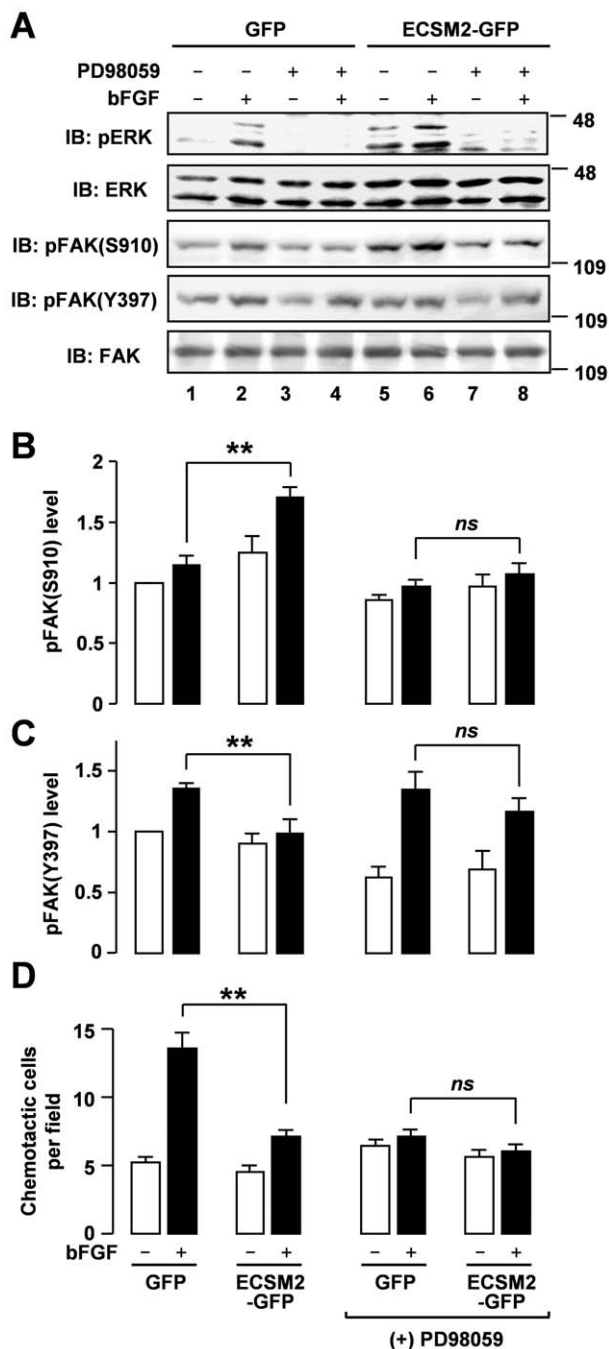 A
GFP ECSM2-GFP
PD98059 – – + + – – + +
bFGF – + – + – + – +
IB: pERK 48
IB: ERK 48
IB: pFAK(S910) 109
IB: pFAK(Y397) 109
IB: FAK 109
1 2 3 4 5 6 7 8
B
pFAK(S910) level
2
1.5
1
0.5
0
** ns
C
pFAK(Y397) level
1.5
1
0.5
0
** ns
D
Chemotactic cells
per field
15
10
5
0
** ns
bFGF – + – + – + – +
GFP ECSM2 GFP ECSM2
-GFP -GFP
(+) PD98059